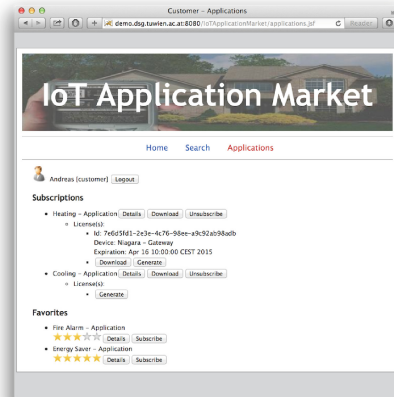 Customer – Applications
demo.dsg.tuwien.ac.at:8080/IoTApplicationMarket/applications.jsf
Reader
IoT Application Market
Home Search Applications
Andreas [customer] Logout
Subscriptions
Heating – Application Details Download Unsubscribe
License(s):
Id: 7e6d5fd1-2e3e-4c76-98ee-a9c92ab98adb
Device: Niagara – Gateway
Expiration: Apr 16 10:00:00 CEST 2015
Download Generate
Cooling – Application Details Download Unsubscribe
License(s):
Generate
Favorites
Fire Alarm – Application
Details Subscribe
Energy Saver – Application
Details Subscribe